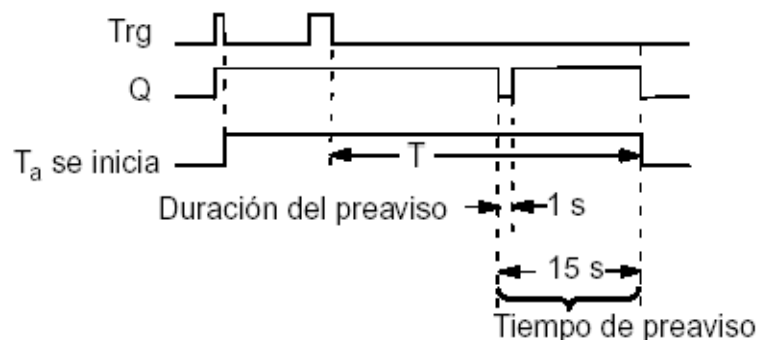 Trg
Q
Tₐ se inicia
T
Duración del preaviso
1 s
15 s
Tiempo de preaviso